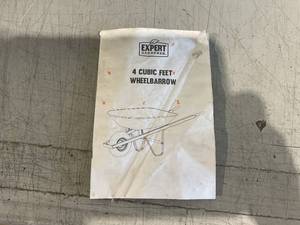 EXPERT
GARDENER
4 CUBIC FEET
WHEELBARROW